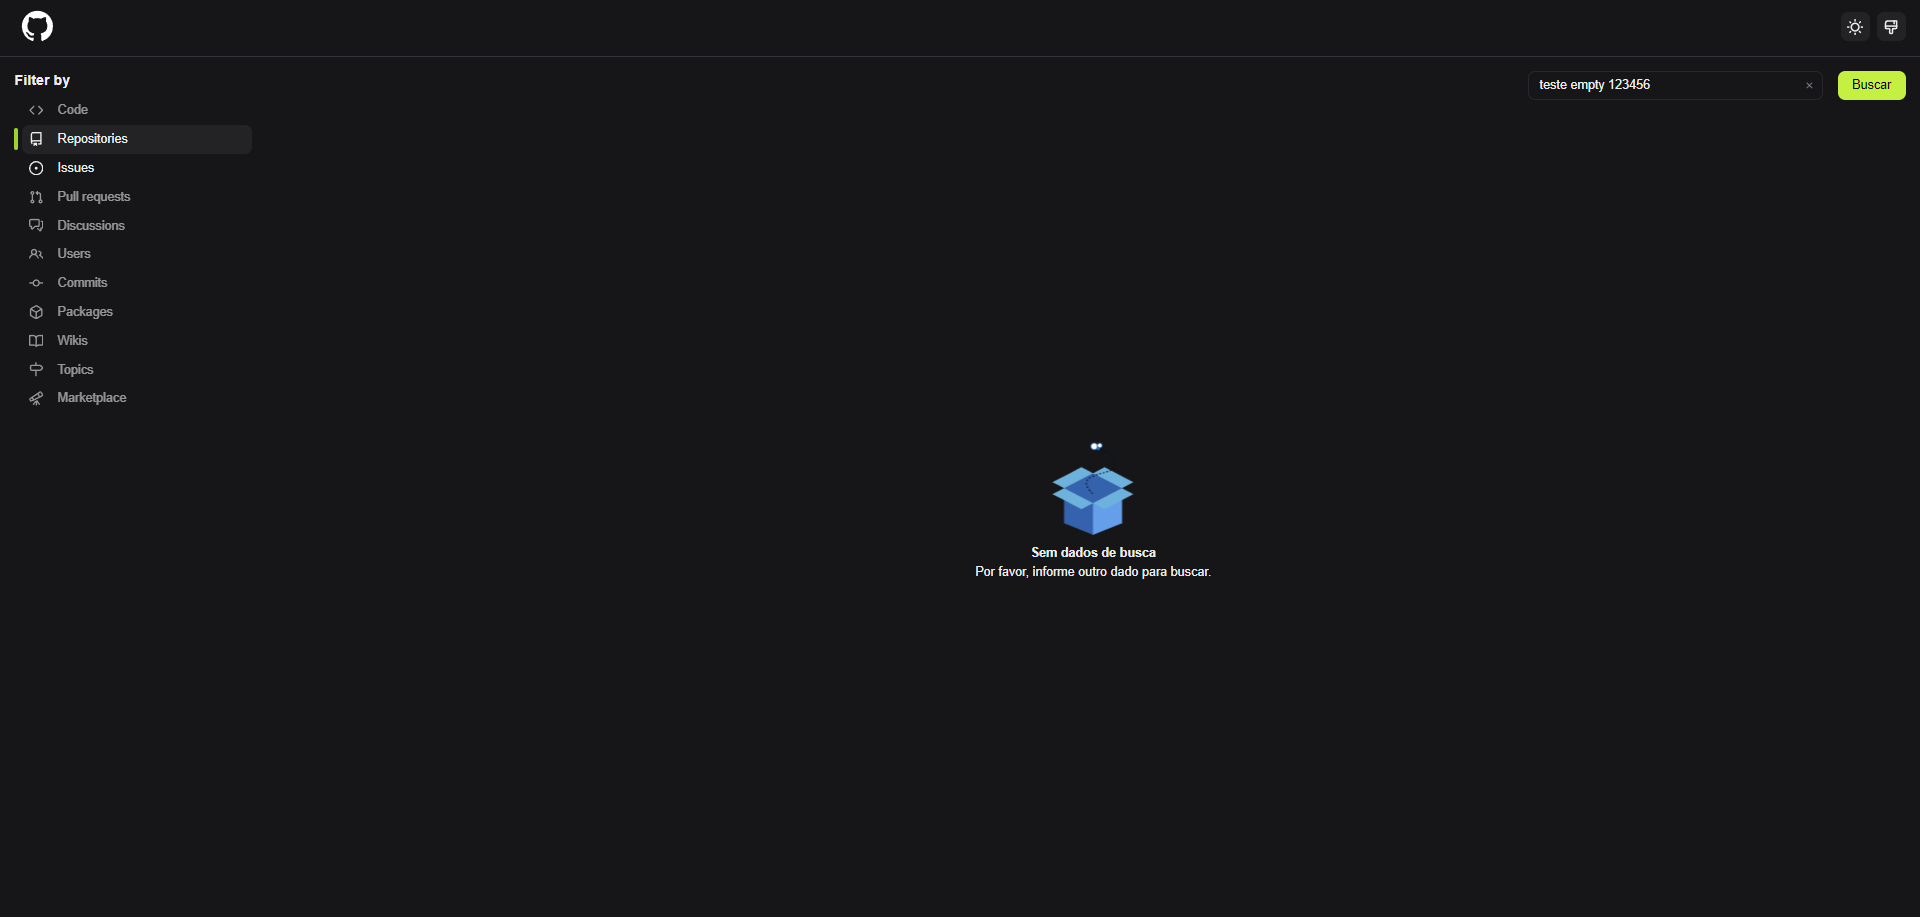 Filter by
Code
Repositories
Issues
Pull requests
Discussions
Users
Commits
Packages
Wikis
Topics
Marketplace
teste empty 123456
Buscar
Sem dados de busca
Por favor, informe outro dado para buscar.